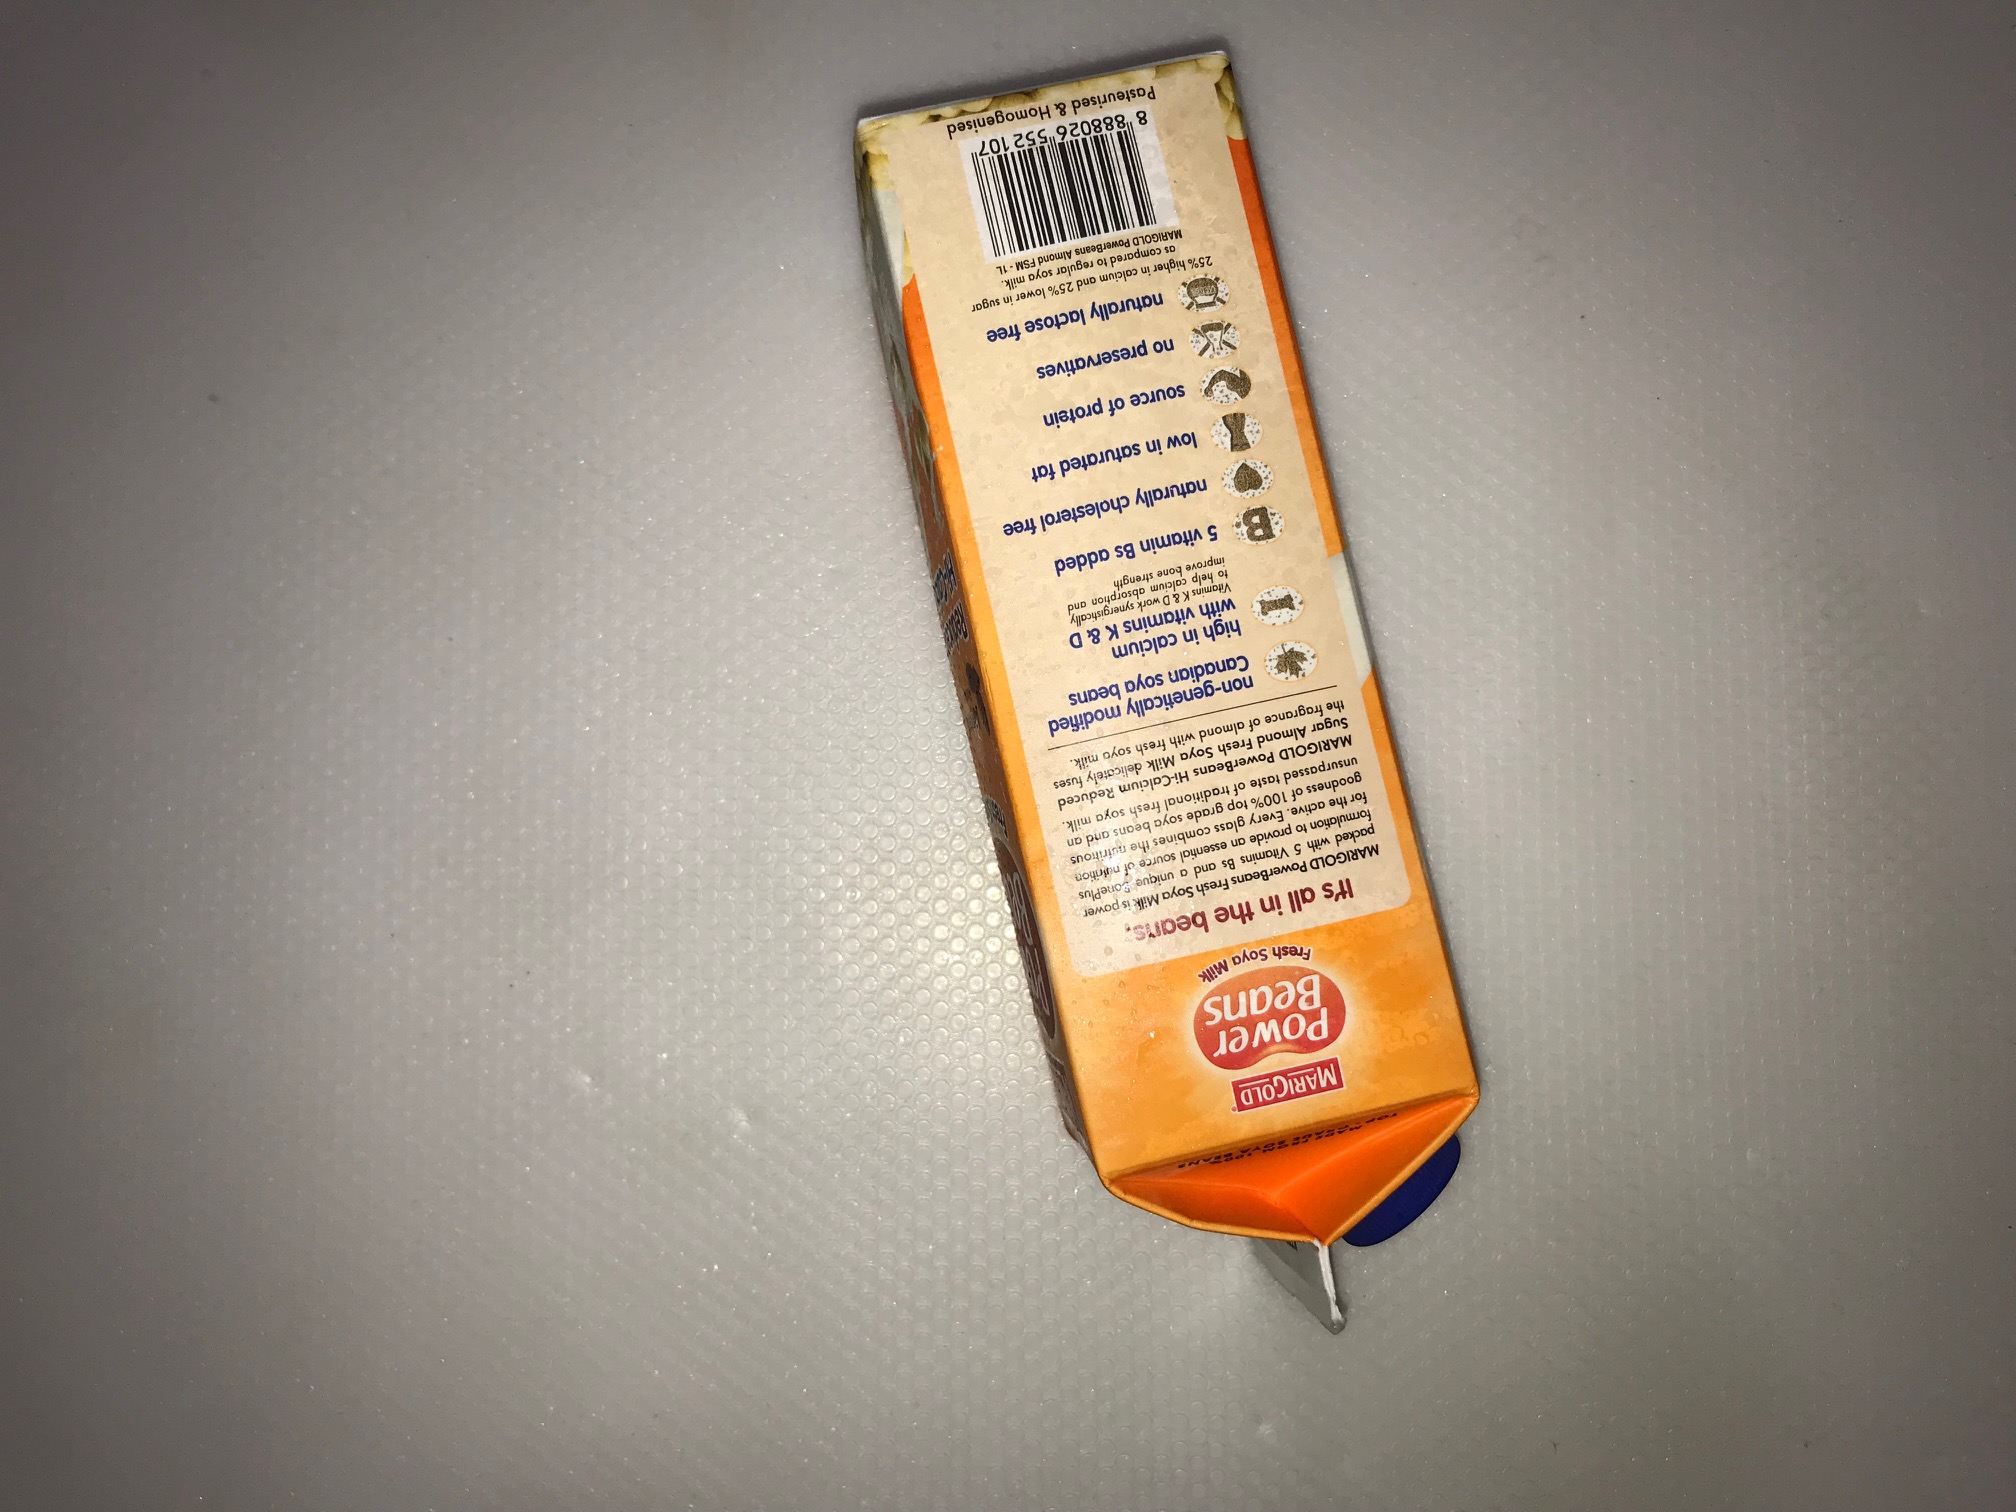 MARIGOLD
Power
Beans
Fresh Soya Milk
It's all in the beans,
MARIGOLD PowerBeans Fresh Soya Milk is power
packed with 5 Vitamins Bs and a unique BonePlus
formulation to provide an essential source of nutrition
for the active. Every glass combines the nutritious
goodness of 100% top grade soya beans and an
unsurpassed taste of traditional fresh soya milk.
MARIGOLD PowerBeans Hi-Calcium Reduced
Sugar Almond Fresh Soya Milk delicately fuses
the fragrance of almond with fresh soya milk.
non-genetically modified
Canadian soya beans
high in calcium
with vitamins K & D
Vitamins K & D work synergistically
to help calcium absorption and
improve bone strength
B
5 vitamin Bs added
naturally cholesterol free
low in saturated fat
source of protein
no preservatives
naturally lactose free
25% higher in calcium and 25% lower in sugar
as compared to regular soya milk.
MARIGOLD PowerBeans Almond FSM - 1L
8 888026 552107
Pasteurised & Homogenised